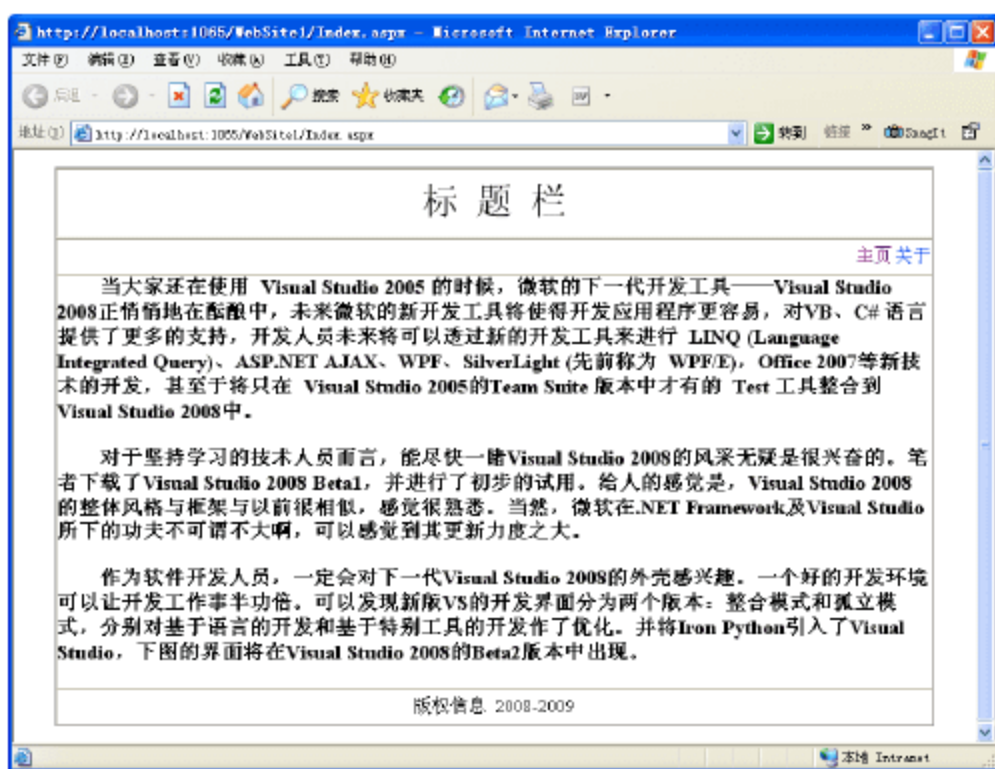 http://localhost:1065/WebSite1/Index.aspx - Microsoft Internet Explorer
文件(F) 编辑(E) 查看(V) 收藏(A) 工具(T) 帮助(H)
后退 搜索 收藏夹
地址(D) http://localhost:1065/WebSite1/Index.aspx 转到 链接 » SnagIt
标 题 栏
主页 关于
当大家还在使用 Visual Studio 2005 的时候，微软的下一代开发工具——Visual Studio
2008正悄悄地在酝酿中，未来微软的新开发工具将使得开发应用程序更容易，对VB、C# 语言
提供了更多的支持，开发人员未来将可以透过新的开发工具来进行 LINQ (Language
Integrated Query)、ASP.NET AJAX、WPF、SilverLight (先前称为 WPF/E)，Office 2007等新技
术的开发，甚至于将只在 Visual Studio 2005的Team Suite 版本中才有的 Test 工具整合到
Visual Studio 2008中。
对于坚持学习的技术人员而言，能尽快一睹Visual Studio 2008的风采无疑是很兴奋的。笔
者下载了Visual Studio 2008 Beta1，并进行了初步的试用。给人的感觉是，Visual Studio 2008
的整体风格与框架与以前很相似，感觉很熟悉。当然，微软在.NET Framework及Visual Studio
所下的功夫不可谓不大啊，可以感觉到其更新力度之大。
作为软件开发人员，一定会对下一代Visual Studio 2008的外壳感兴趣。一个好的开发环境
可以让开发工作事半功倍。可以发现新版VS的开发界面分为两个版本：整合模式和孤立模
式，分别对基于语言的开发和基于特别工具的开发作了优化。并将Iron Python引入了Visual
Studio，下图的界面将在Visual Studio 2008的Beta2版本中出现。
版权信息 2008-2009
本地 Intranet